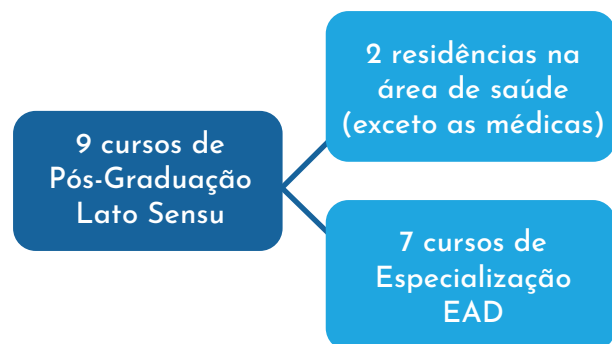 9 cursos de
Pós-Graduação
Lato Sensu
2 residências na
área de saúde
(exceto as médicas)
7 cursos de
Especialização
EAD